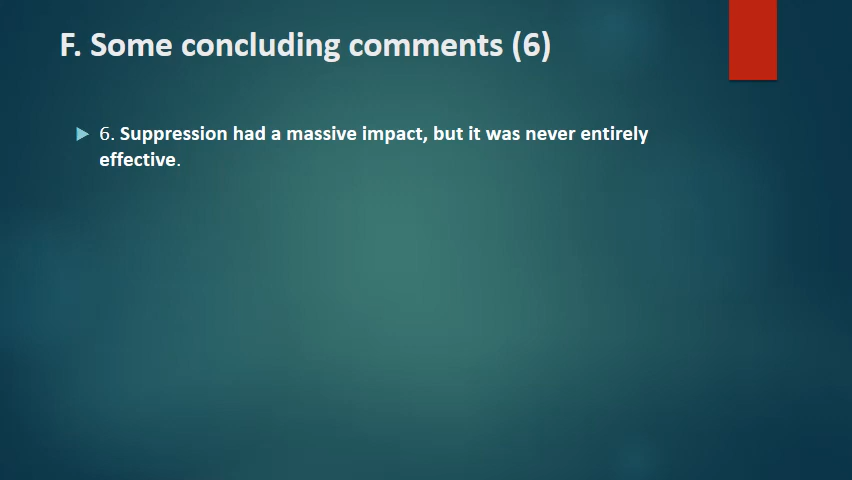 F. Some concluding comments (6)
6. Suppression had a massive impact, but it was never entirely
effective.